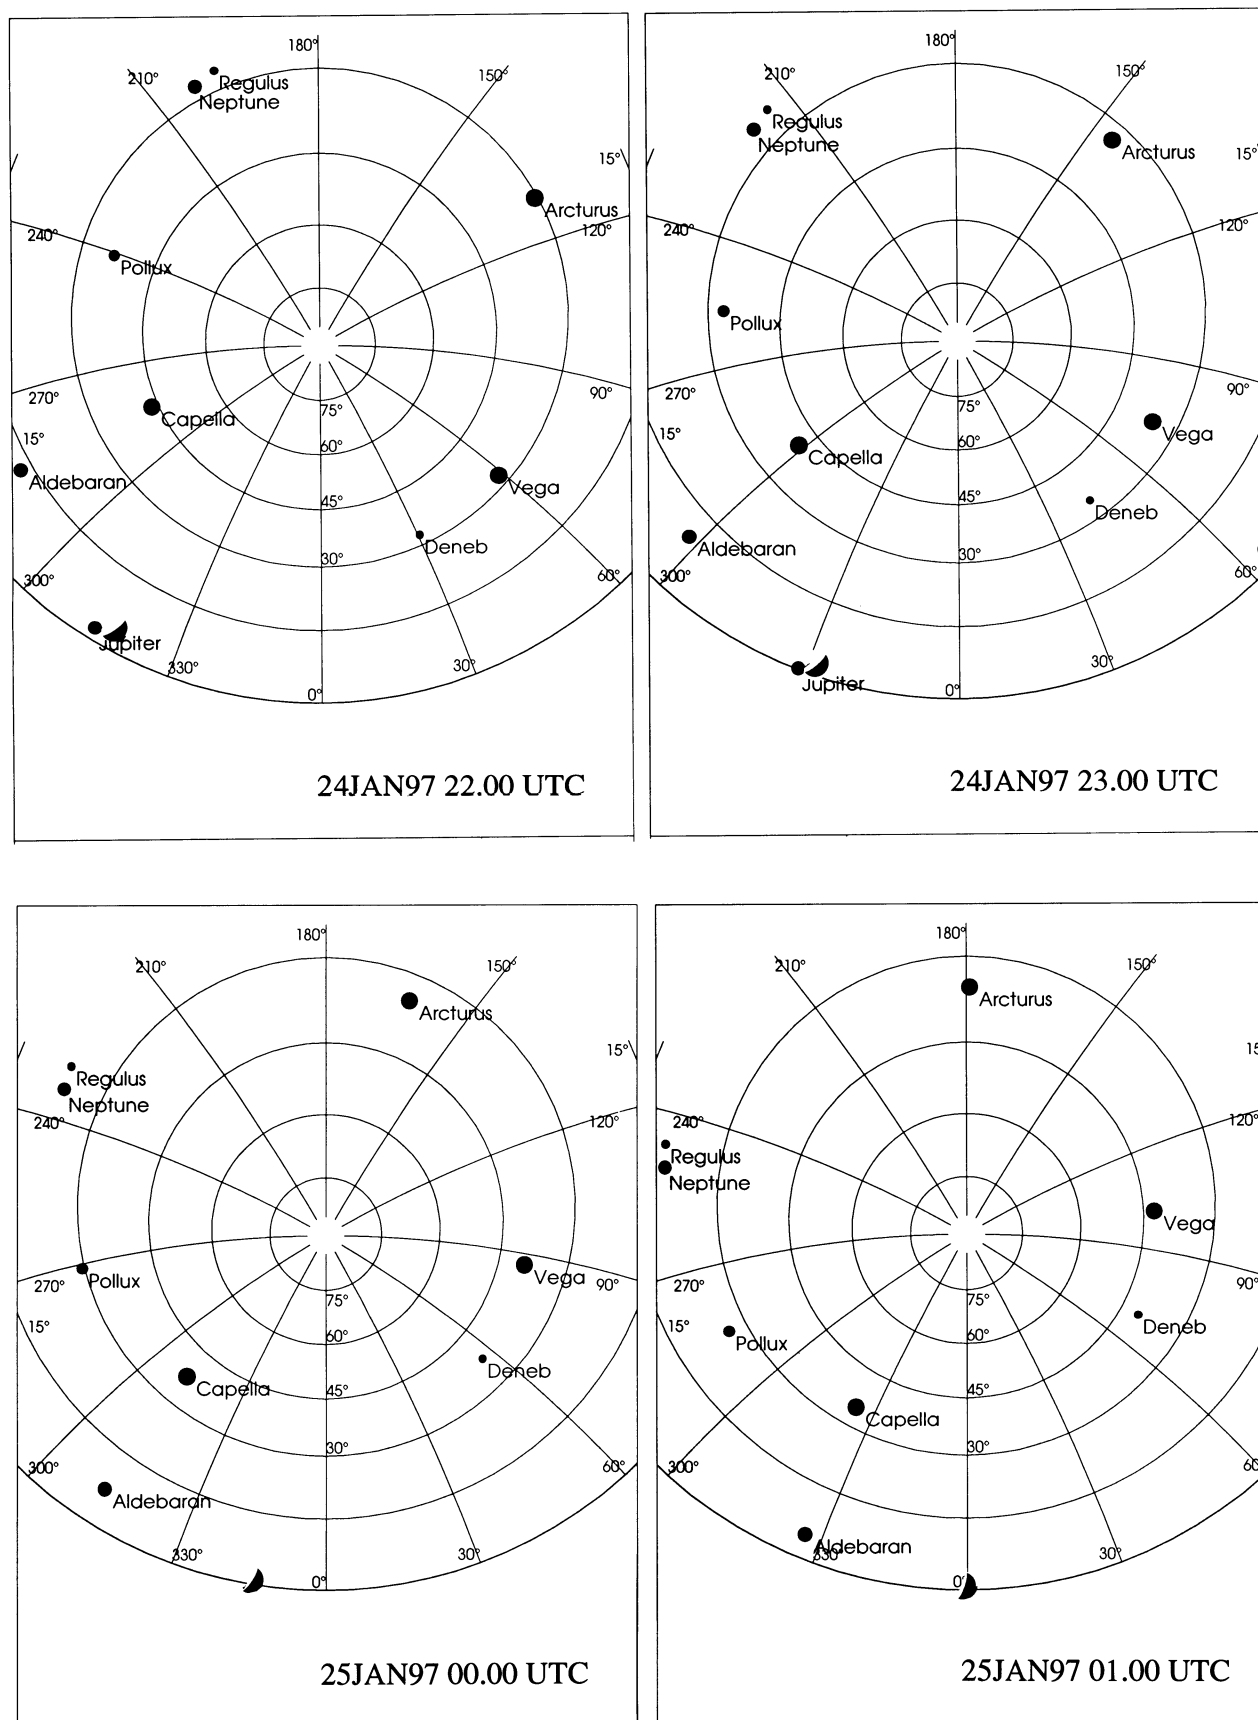 180°
210°
150°
Regulus
Neptune
15°
Arcturus
120°
240°
Pollux
270°
90°
75°
Capella
15°
60°
Aldebaran
Vega
45°
Deneb
30°
300°
60°
Jupiter
330°
30°
0°
24JAN97 22.00 UTC
180°
210°
150°
Regulus
Neptune
Arcturus
15°
240°
120°
Pollux
270°
90°
75°
15°
Vega
60°
Capella
45°
Deneb
Aldebaran
30°
300°
60°
30°
Jupiter
0°
24JAN97 23.00 UTC
180°
210°
150°
Arcturus
15°
Regulus
Neptune
240°
120°
Pollux
Vega
270°
90°
75°
15°
60°
Deneb
Capella
45°
30°
300°
60°
Aldebaran
330°
30°
0°
25JAN97 00.00 UTC
180°
210°
150°
Arcturus
15
240°
120°
Regulus
Neptune
Vega
270°
90°
75°
15°
Deneb
Pollux
60°
45°
Capella
30°
300°
60
Aldebaran
330°
30°
0°
25JAN97 01.00 UTC